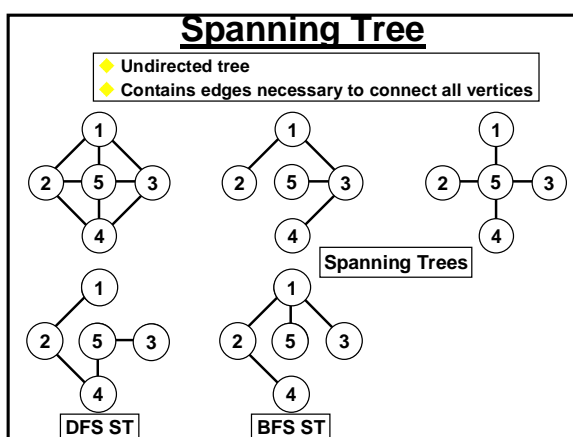 Spanning Tree
Undirected tree
Contains edges necessary to connect all vertices
1
2 5 3
4
1
2 5 3
4
1
2 5 3
4
Spanning Trees
1
2 5 3
4
DFS ST
1
2 5 3
4
BFS ST